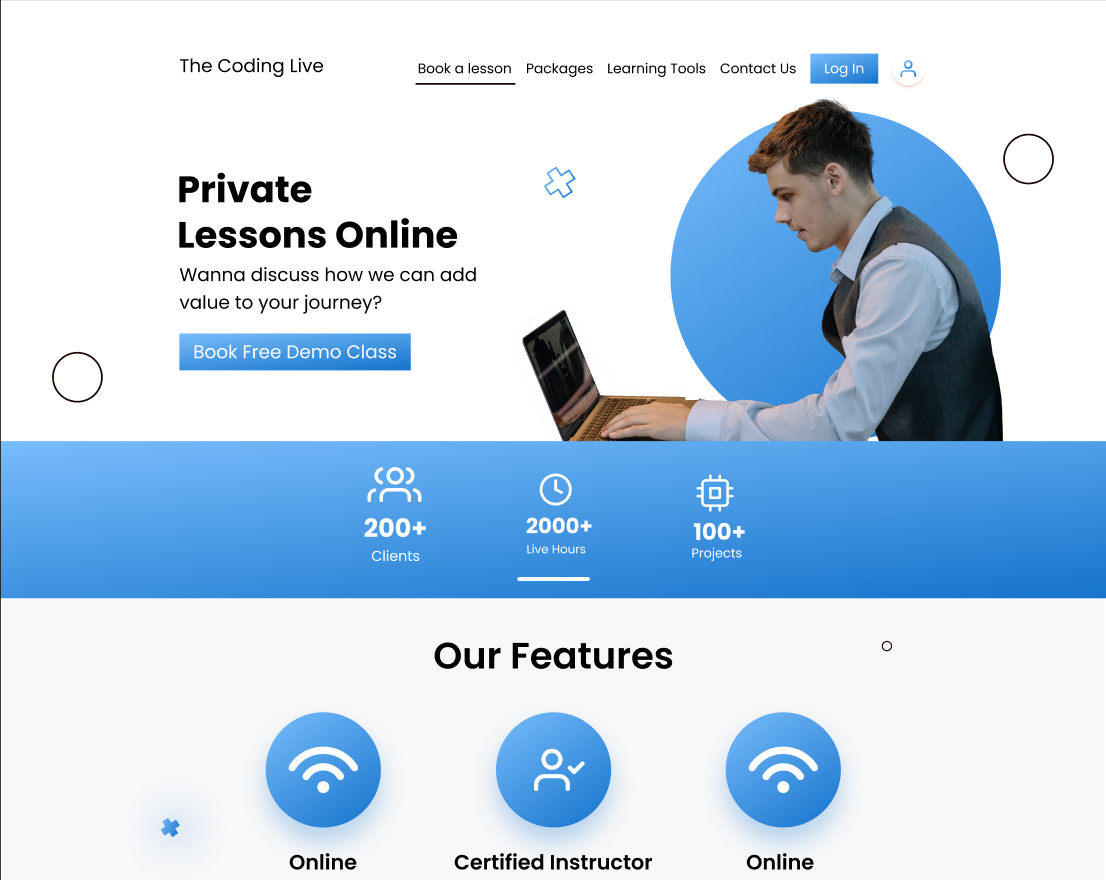 The Coding Live
Book a lesson
Packages
Learning Tools
Contact Us
Log In
Private
Lessons Online
Wanna discuss how we can add
value to your journey?
Book Free Demo Class
200+
Clients
2000+
Live Hours
100+
Projects
Our Features
Online
Certified Instructor
Online